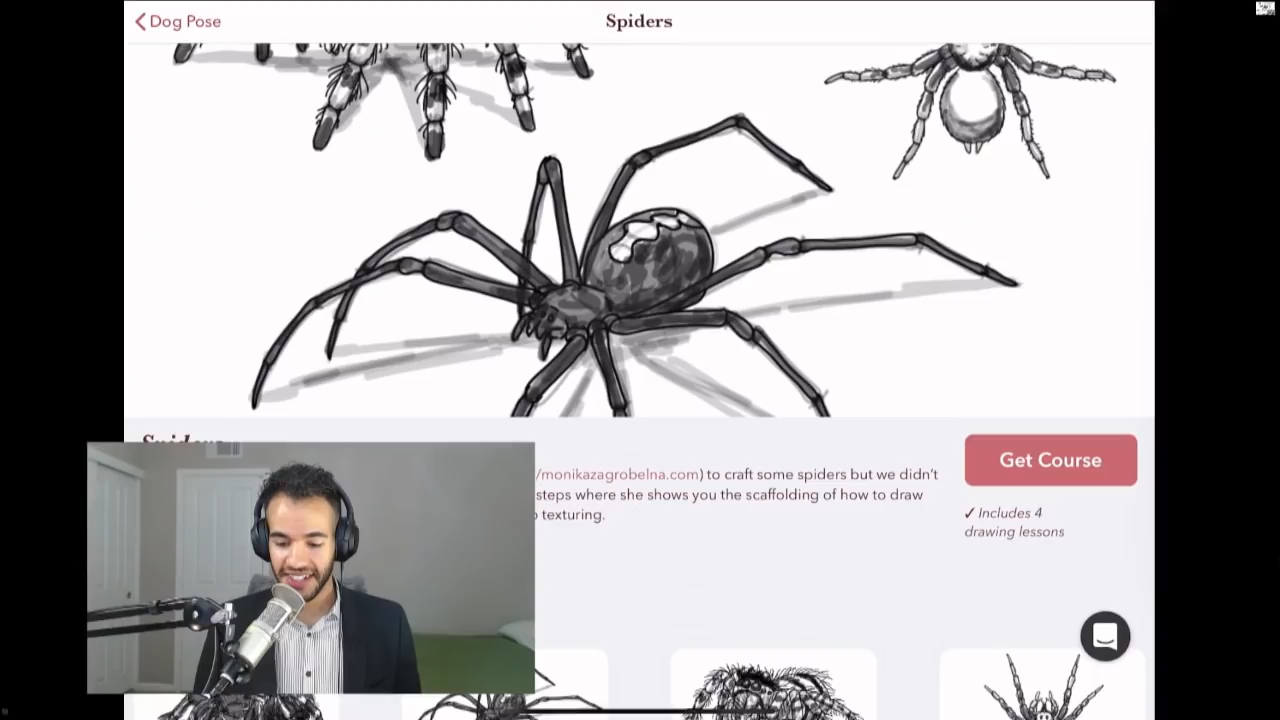 Dog Pose
Spiders
Spiders
Get Course
/monikazagrobelna.com) to craft some spiders but we didn't
steps where she shows you the scaffolding of how to draw
texturing.
✓ Includes 4
drawing lessons